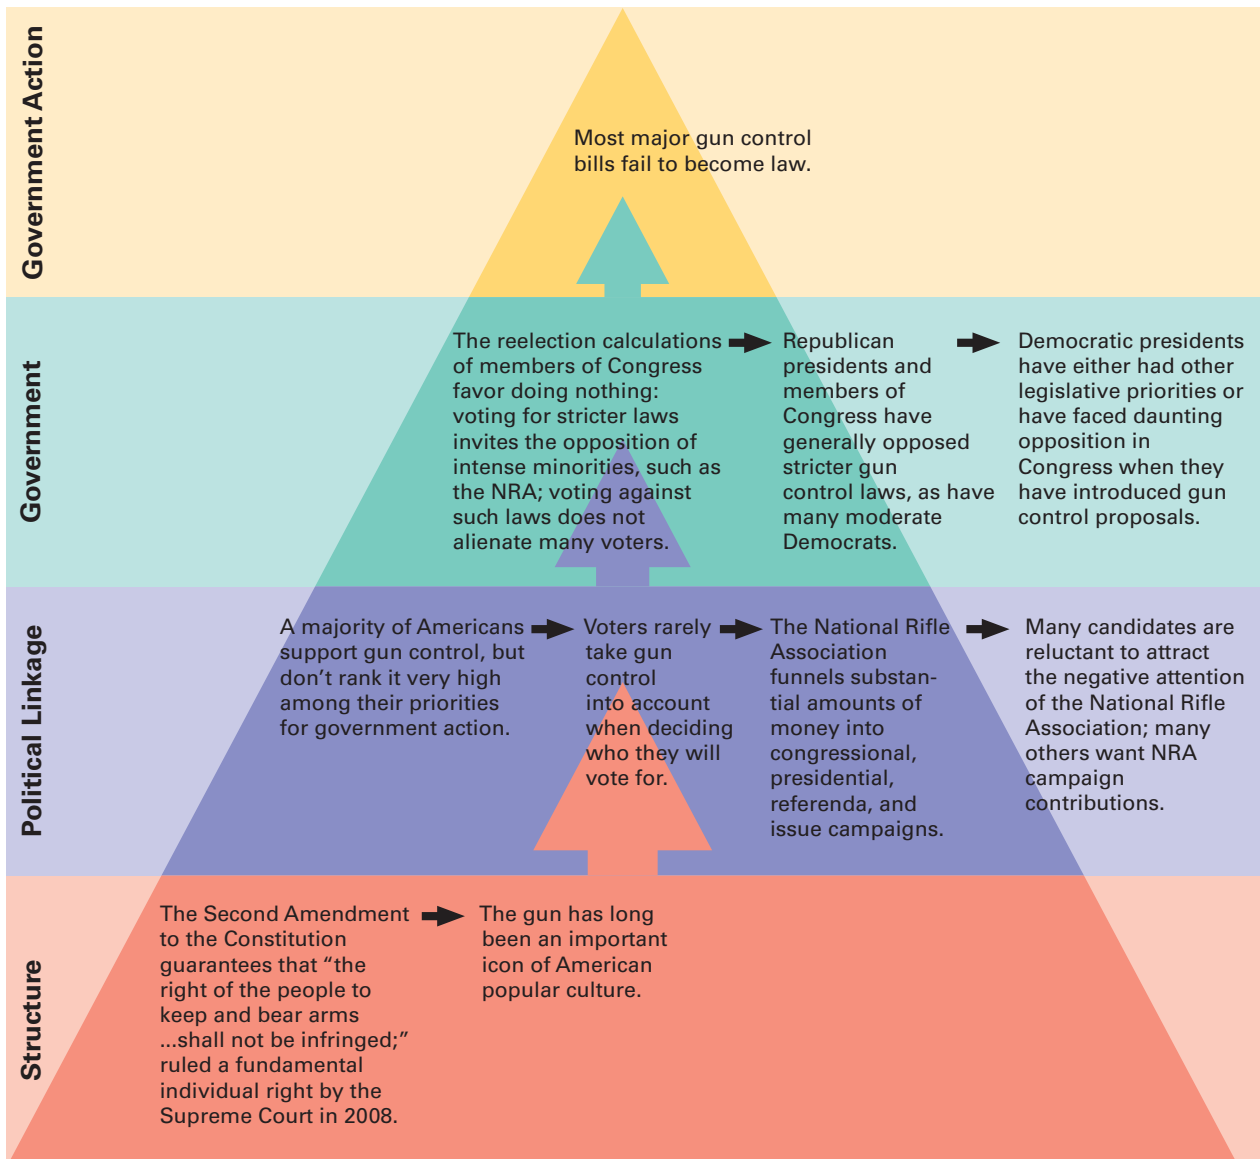 Government Action
Most major gun control
bills fail to become law.
Government
The reelection calculations
of members of Congress
favor doing nothing:
voting for stricter laws
invites the opposition of
intense minorities, such as
the NRA; voting against
such laws does not
alienate many voters.
Republican
presidents and
members of
Congress have
generally opposed
stricter gun
control laws, as have
many moderate
Democrats.
Democratic presidents
have either had other
legislative priorities or
have faced daunting
opposition in
Congress when they
have introduced gun
control proposals.
Political Linkage
A majority of Americans
support gun control, but
don’t rank it very high
among their priorities
for government action.
Voters rarely
take gun
control
into account
when deciding
who they will
vote for.
The National Rifle
Association
funnels substan-
tial amounts of
money into
congressional,
presidential,
referenda, and
issue campaigns.
Many candidates are
reluctant to attract
the negative attention
of the National Rifle
Association; many
others want NRA
campaign
contributions.
Structure
The Second Amendment
to the Constitution
guarantees that “the
right of the people to
keep and bear arms
...shall not be infringed;”
ruled a fundamental
individual right by the
Supreme Court in 2008.
The gun has long
been an important
icon of American
popular culture.